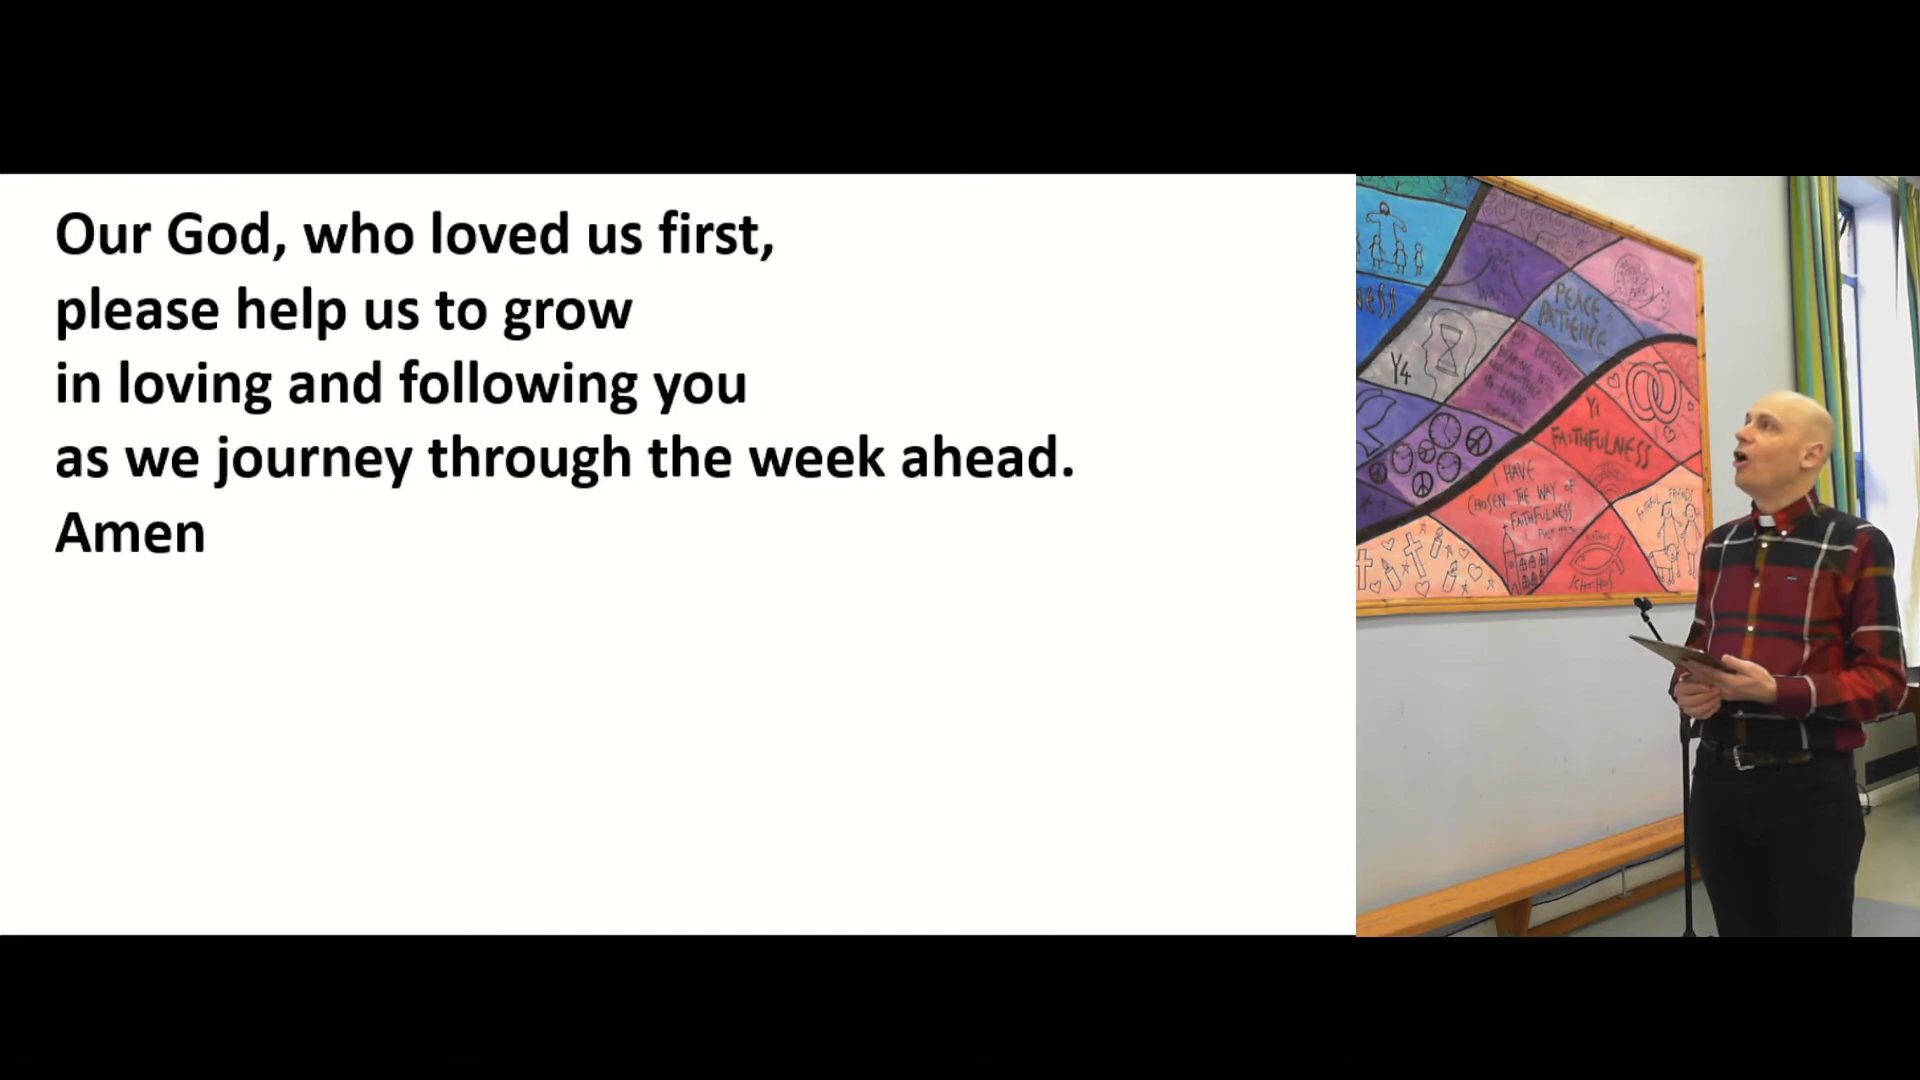 Our God, who loved us first,
please help us to grow
in loving and following you
as we journey through the week ahead.
Amen
PEACE
PATIENCE
Y4
Y1
FAITHFULNESS
I HAVE
CHOSEN THE WAY OF
FAITHFULNESS